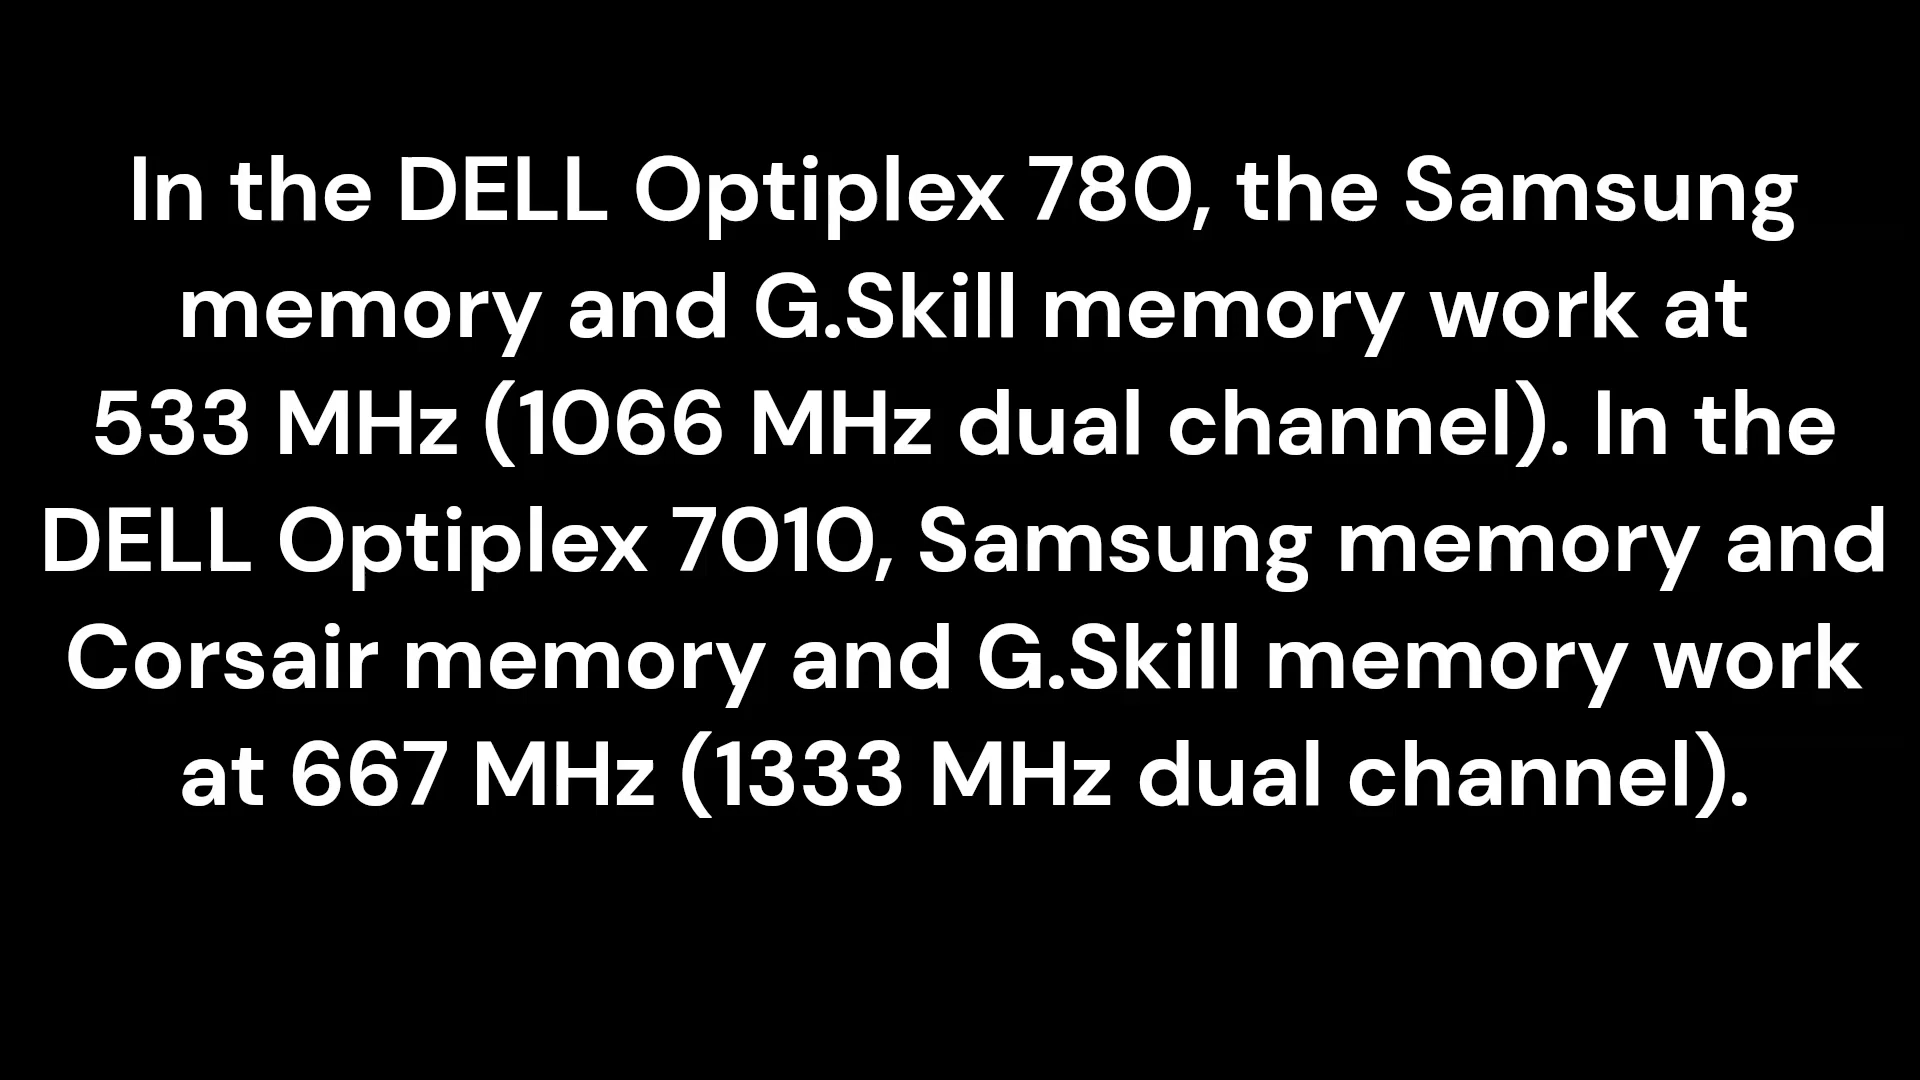 In the DELL Optiplex 780, the Samsung
memory and G.Skill memory work at
533 MHz (1066 MHz dual channel). In the
DELL Optiplex 7010, Samsung memory and
Corsair memory and G.Skill memory work
at 667 MHz (1333 MHz dual channel).